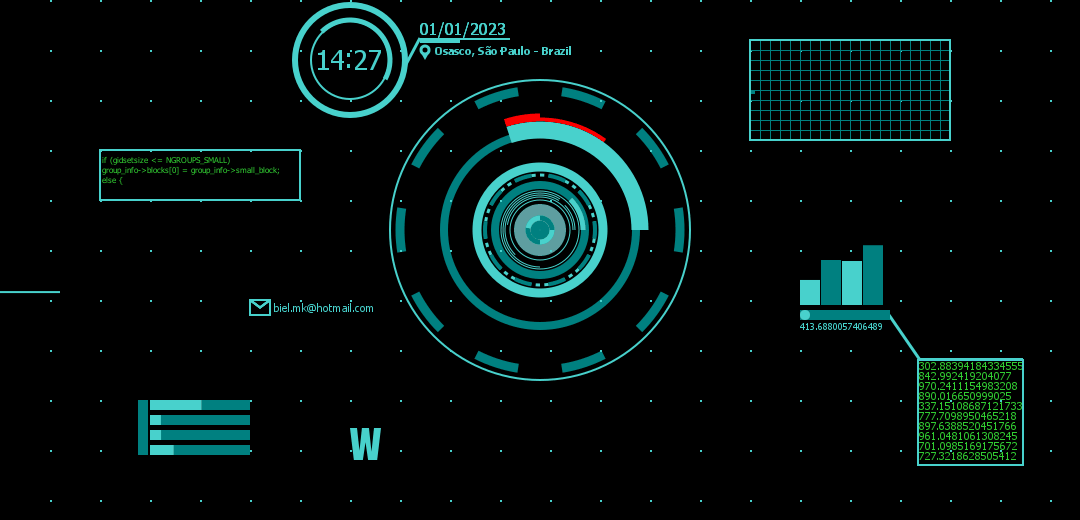 01/01/2023
14:27
Osasco, São Paulo - Brazil
if (gidsetsize <= NGROUPS_SMALL)
group_info->blocks[0] = group_info->small_block;
else {
biel.mk@hotmail.com
413.6880057406489
302.88394184334555
842.992419204077
970.2411154983208
890.016650999025
337.15108687121733
777.7098950465218
897.6388520451766
961.0481061308245
701.0985169175672
727.3218628505412
W